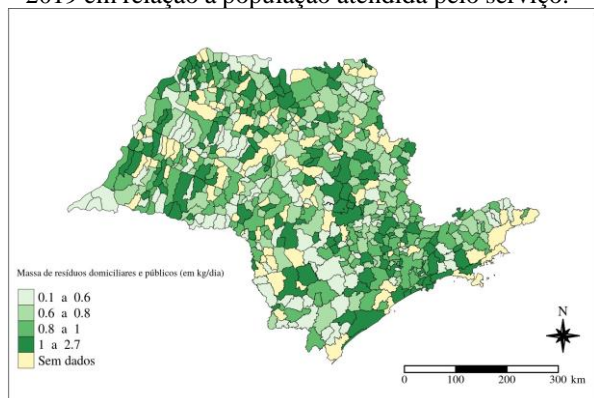 2019 em relação à população atendida pelo serviço.
Massa de resíduos domiciliares e públicos (em kg/dia)
0.1 a 0.6
0.6 a 0.8
0.8 a 1
1 a 2.7
Sem dados
N
0 100 200 300 km